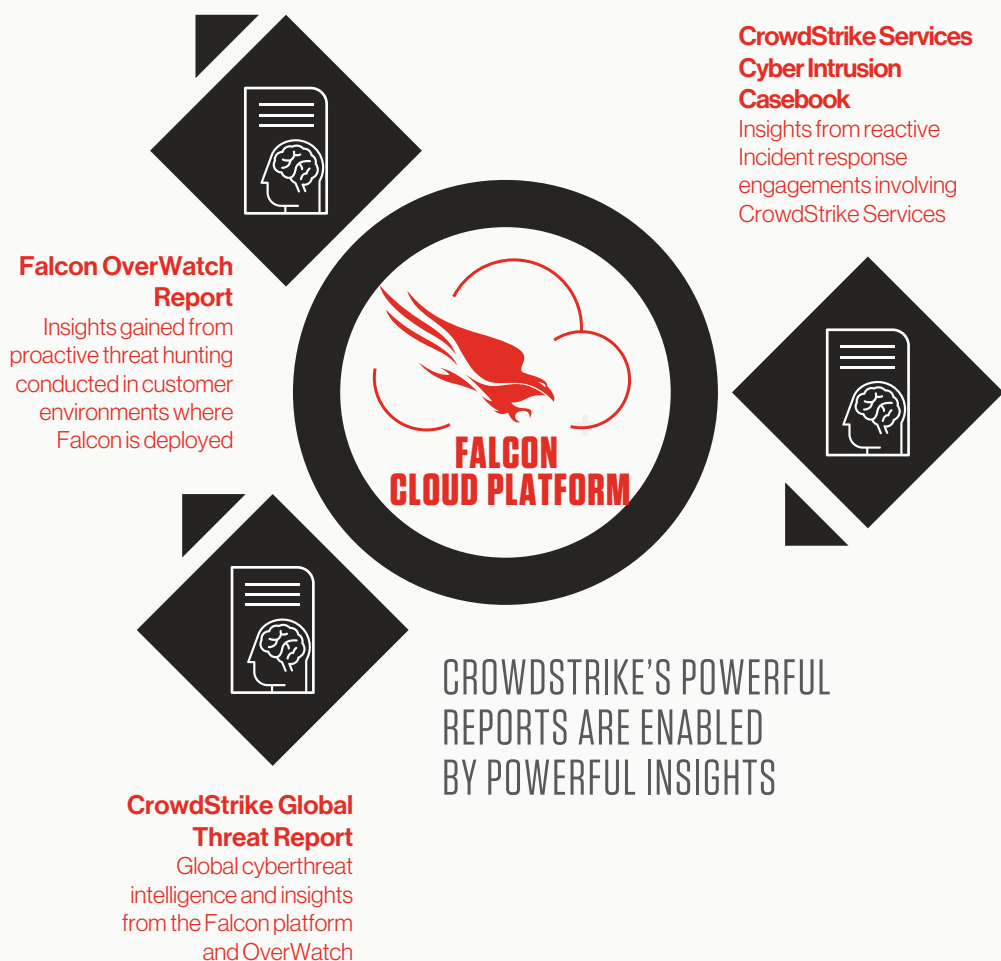 CrowdStrike Services
Cyber Intrusion
Casebook
Insights from reactive
Incident response
engagements involving
CrowdStrike Services
Falcon OverWatch
Report
Insights gained from
proactive threat hunting
conducted in customer
environments where
Falcon is deployed
FALCON
CLOUD PLATFORM
CROWDSTRIKE’S POWERFUL
REPORTS ARE ENABLED
BY POWERFUL INSIGHTS
CrowdStrike Global
Threat Report
Global cyberthreat
intelligence and insights
from the Falcon platform
and OverWatch